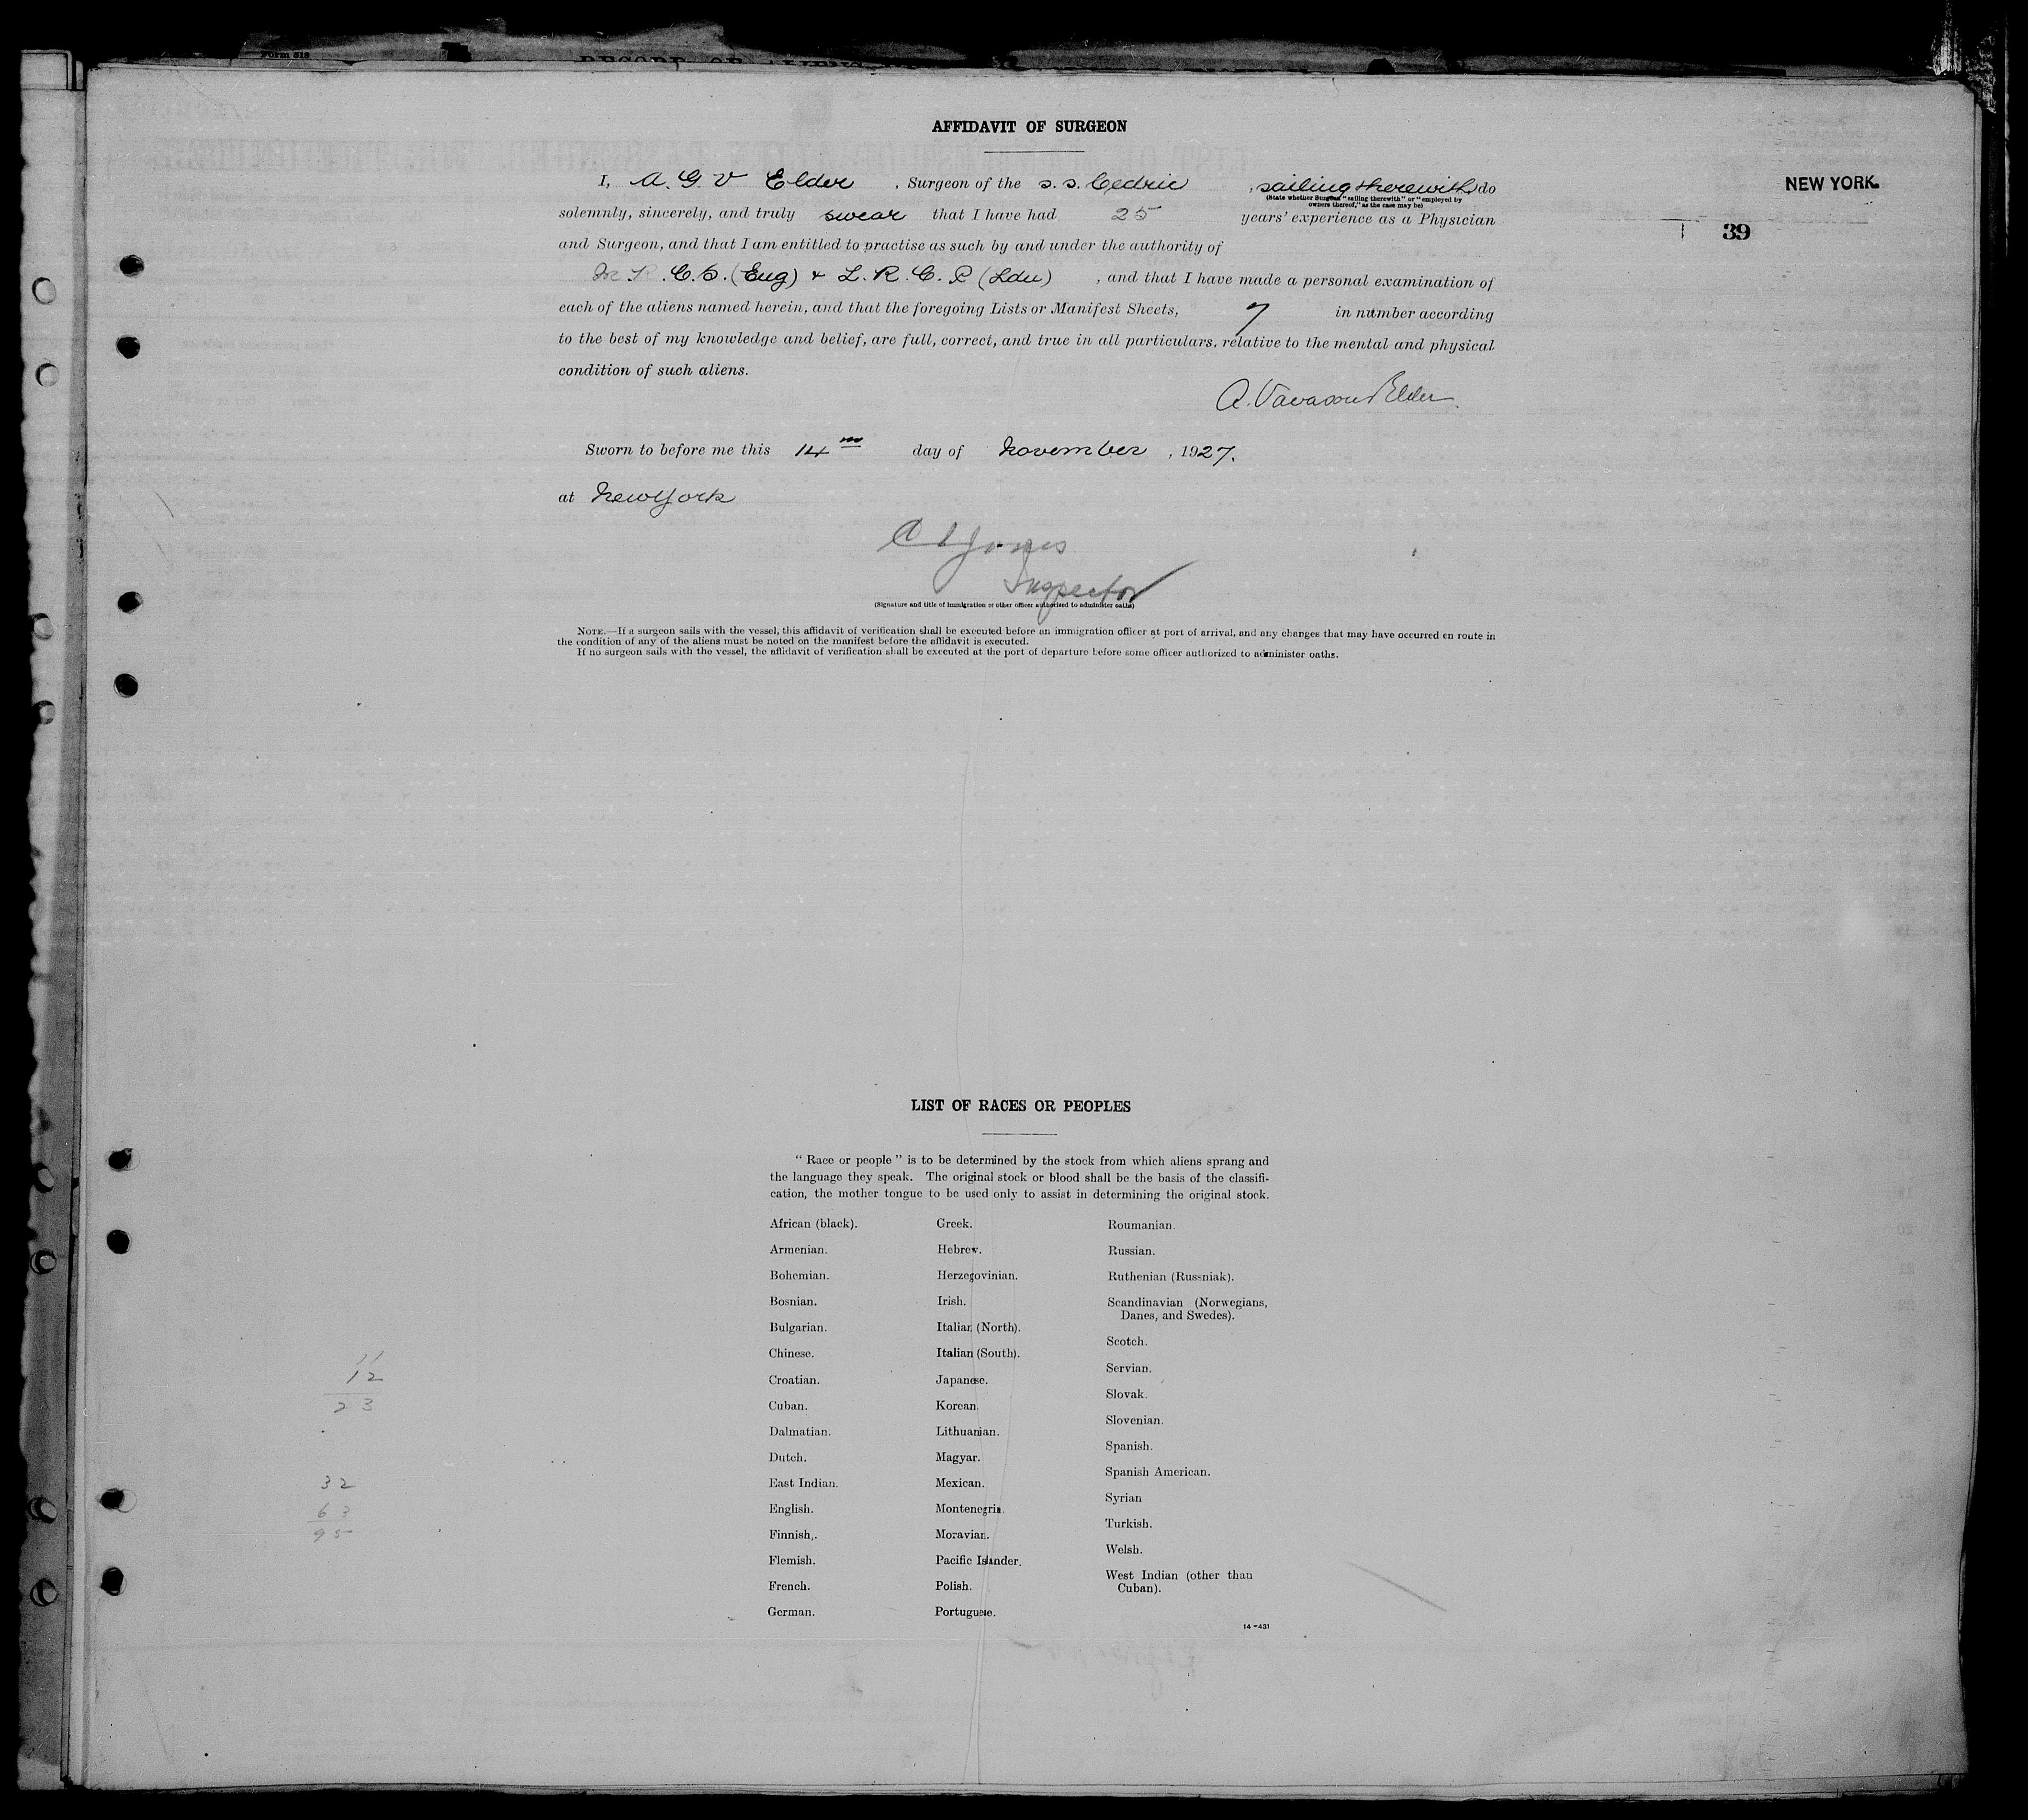 Form 519
AFFIDAVIT OF SURGEON
NEW YORK.
39
I, A. G. V Elder, Surgeon of the s.s. Cedric, sailing therewith, do
(State whether Surgeon "sailing therewith" or "employed by
owners thereof," as the case may be)
solemnly, sincerely, and truly swear that I have had 25 years' experience as a Physician
and Surgeon, and that I am entitled to practise as such by and under the authority of
M.R.C.S. (Eng) + L.R.C.P (Ldn), and that I have made a personal examination of
each of the aliens named herein, and that the foregoing Lists or Manifest Sheets, 7 in number according
to the best of my knowledge and belief, are full, correct, and true in all particulars, relative to the mental and physical
condition of such aliens.
A. Vavasour Elder.
Sworn to before me this 14th day of November, 1927.
at New York
Jones
Inspector
(Signature and title of immigration or other officer authorized to administer oaths)
NOTE.—If a surgeon sails with the vessel, this affidavit of verification shall be executed before an immigration officer at port of arrival, and any changes that may have occurred en route in
the condition of any of the aliens must be noted on the manifest before the affidavit is executed.
If no surgeon sails with the vessel, the affidavit of verification shall be executed at the port of departure before some officer authorized to administer oaths.
LIST OF RACES OR PEOPLES
"Race or people" is to be determined by the stock from which aliens sprang and
the language they speak. The original stock or blood shall be the basis of the classifi-
cation, the mother tongue to be used only to assist in determining the original stock.
African (black).
Armenian.
Bohemian.
Bosnian.
Bulgarian.
Chinese.
Croatian.
Cuban.
Dalmatian.
Dutch.
East Indian.
English.
Finnish.
Flemish.
French.
German.
Greek.
Hebrew.
Herzegovinian.
Irish.
Italian (North).
Italian (South).
Japanese.
Korean.
Lithuanian.
Magyar.
Mexican.
Montenegrin.
Moravian.
Pacific Islander.
Polish.
Portuguese.
Roumanian.
Russian.
Ruthenian (Russniak).
Scandinavian (Norwegians,
Danes, and Swedes).
Scotch.
Servian.
Slovak.
Slovenian.
Spanish.
Spanish American.
Syrian
Turkish.
Welsh.
West Indian (other than
Cuban).
14-431
11
12
23
32
63
95